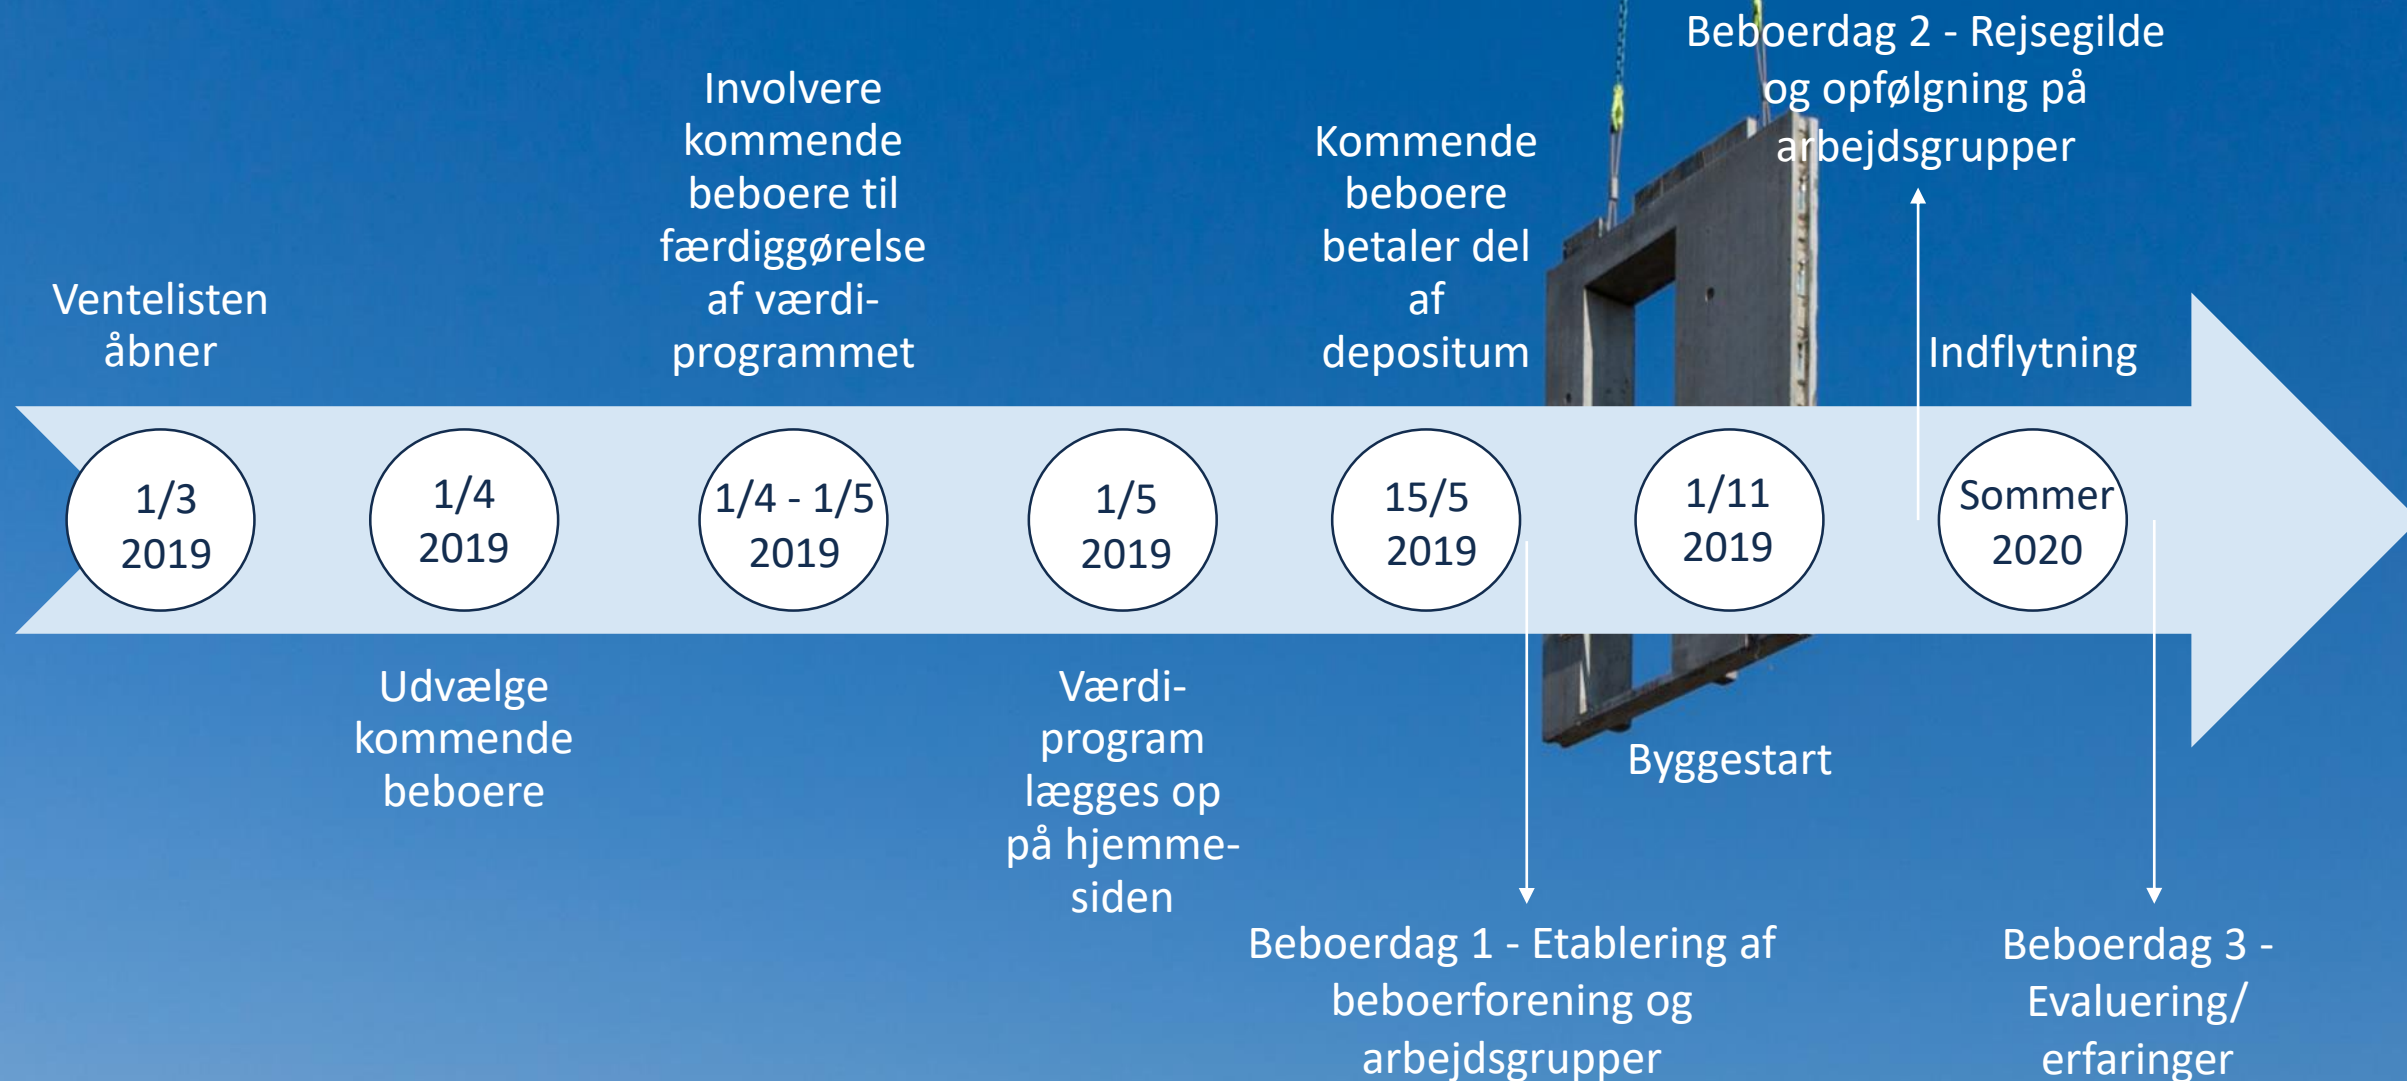 Ventelisten
åbner
1/3
2019
1/4
2019
Udvælge
kommende
beboere
Involvere
kommende
beboere til
færdiggørelse
af værdi-
programmet
1/4 - 1/5
2019
1/5
2019
Værdi-
program
lægges op
på hjemme-
siden
Kommende
beboere
betaler del
af
depositum
15/5
2019
Beboerdag 1 - Etablering af
beboerforening og
arbejdsgrupper
1/11
2019
Byggestart
Beboerdag 2 - Rejsegilde
og opfølgning på
arbejdsgrupper
Indflytning
Sommer
2020
Beboerdag 3 -
Evaluering/
erfaringer